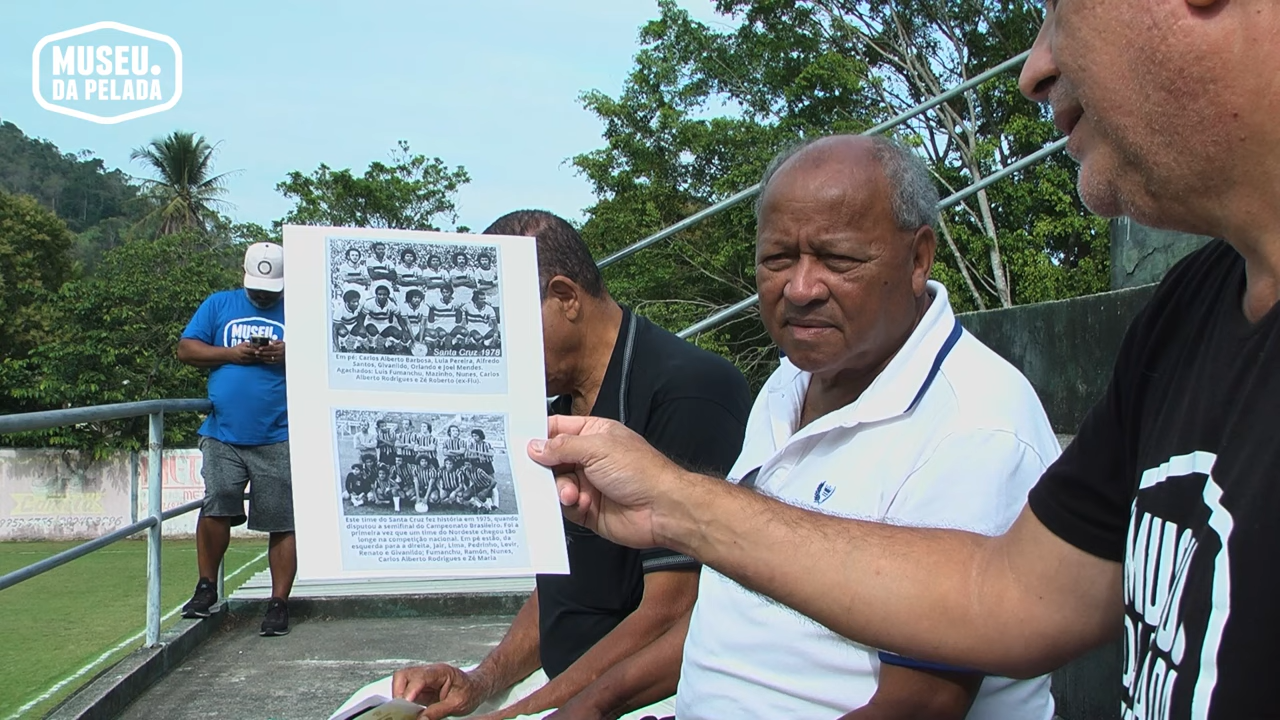 MUSEU.
DA PELADA
MUSEU
Santa Cruz 1978
Em pé: Carlos Alberto Barbosa, Lula Pereira, Alfredo
Santos, Givanildo, Orlando e Joel Mendes.
Agachados: Luis Fumanchu, Mazinho, Nunes, Carlos
Alberto Rodrigues e Zé Roberto (ex-Flu).
Este time do Santa Cruz fez história em 1975, quando
disputou a semifinal do Campeonato Brasileiro. Foi a
primeira vez que um time do Nordeste chegou tão
longe na competição nacional. Em pé estão, da
esquerda para a direita, Jair, Lima, Pedrinho, Levir,
Renato e Givanildo; Fumanchu, Ramón, Nunes,
Carlos Alberto Rodrigues e Zé Maria